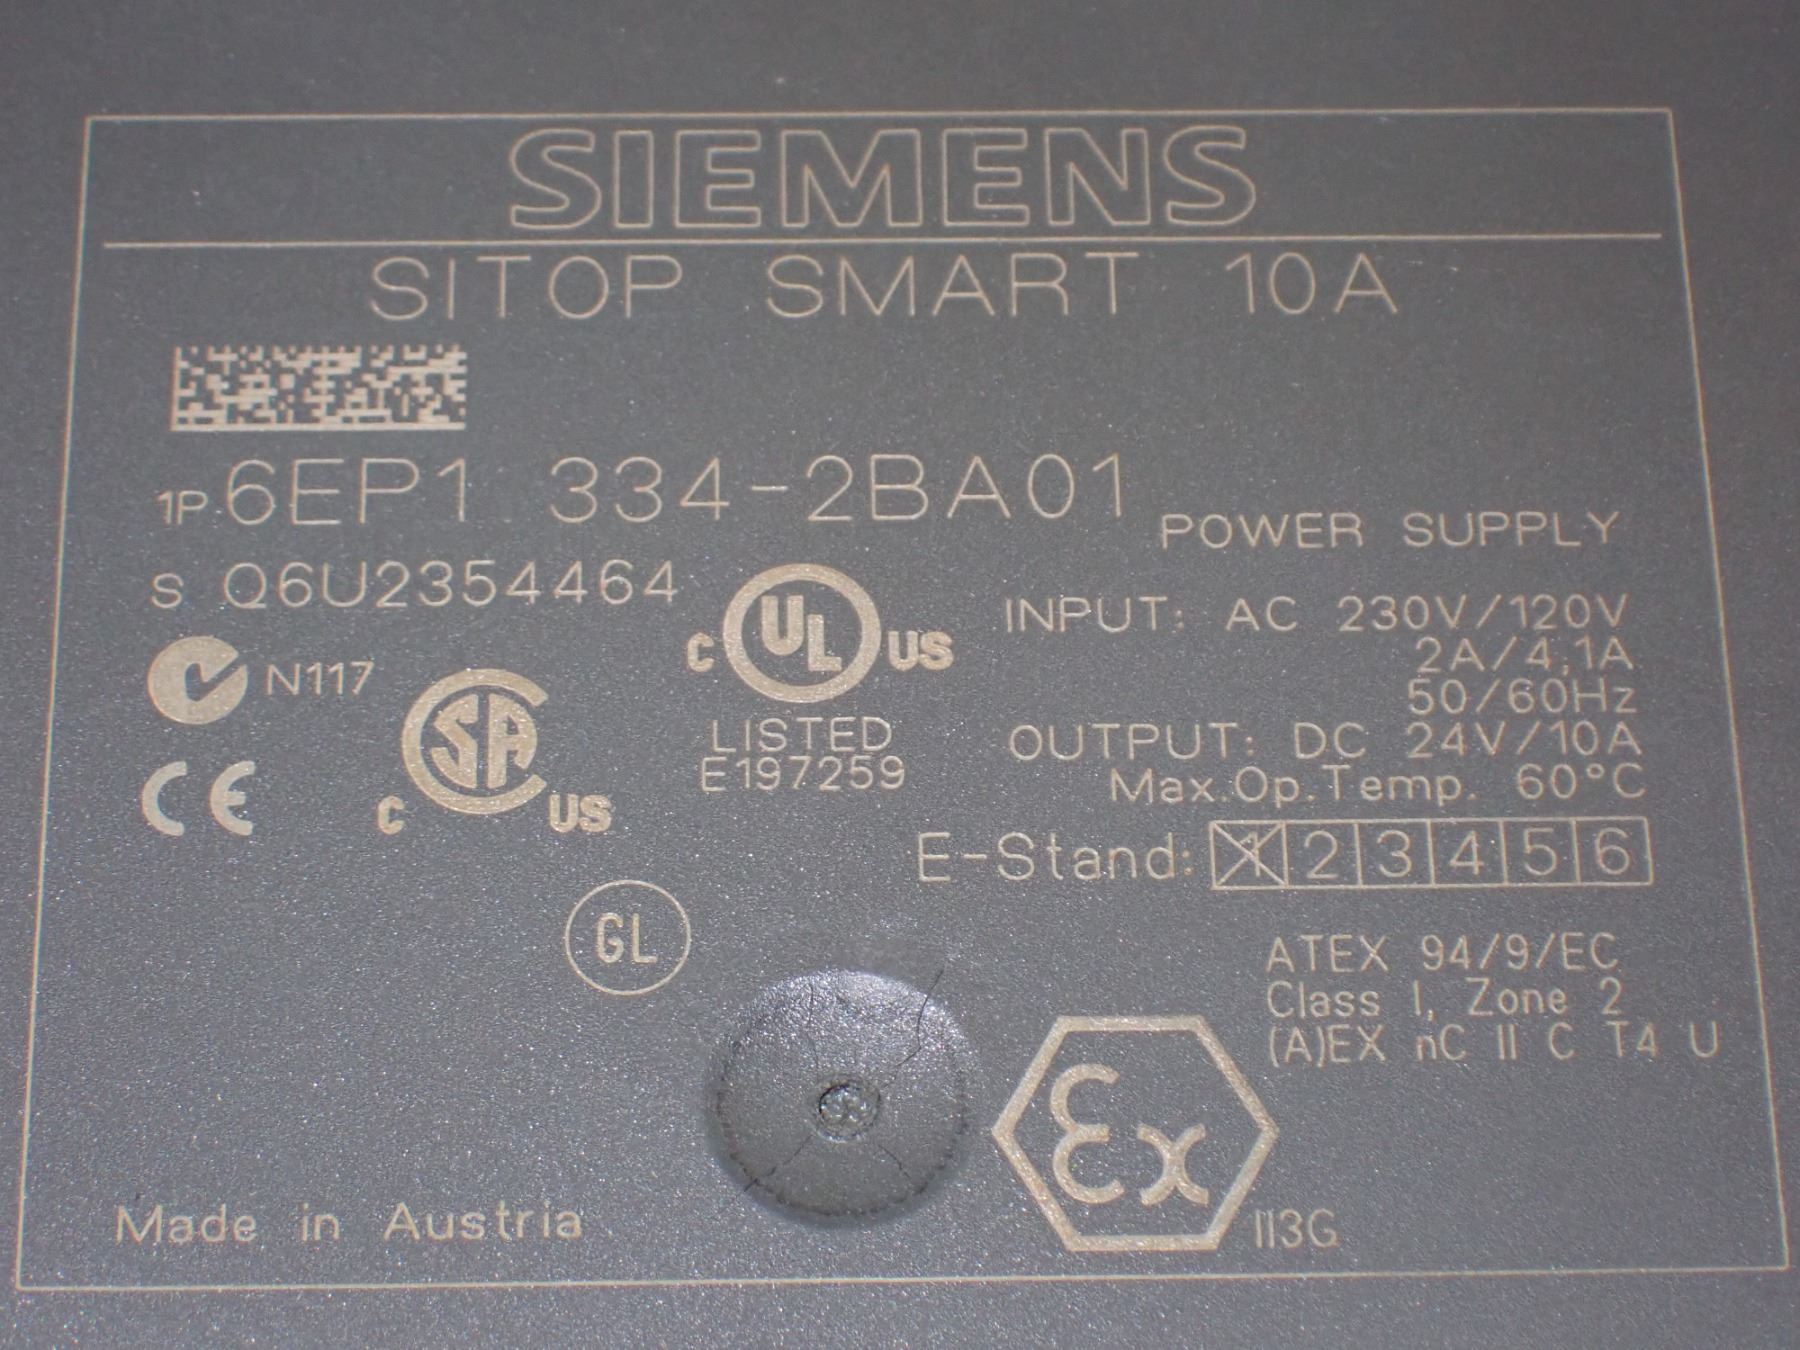 SIEMENS
SITOP SMART 10A
1P 6EP1 334-2BA01
POWER SUPPLY
S Q6U2354464
INPUT: AC 230V/120V
2A/4,1A
50/60Hz
OUTPUT: DC 24V/10A
Max.Op.Temp. 60°C
C UL US
LISTED
E197259
N117
CE
C SA US
E-Stand: 1 2 3 4 5 6
GL
ATEX 94/9/EC
Class I, Zone 2
(A)EX nC II C T4 U
Ex
II3G
Made in Austria